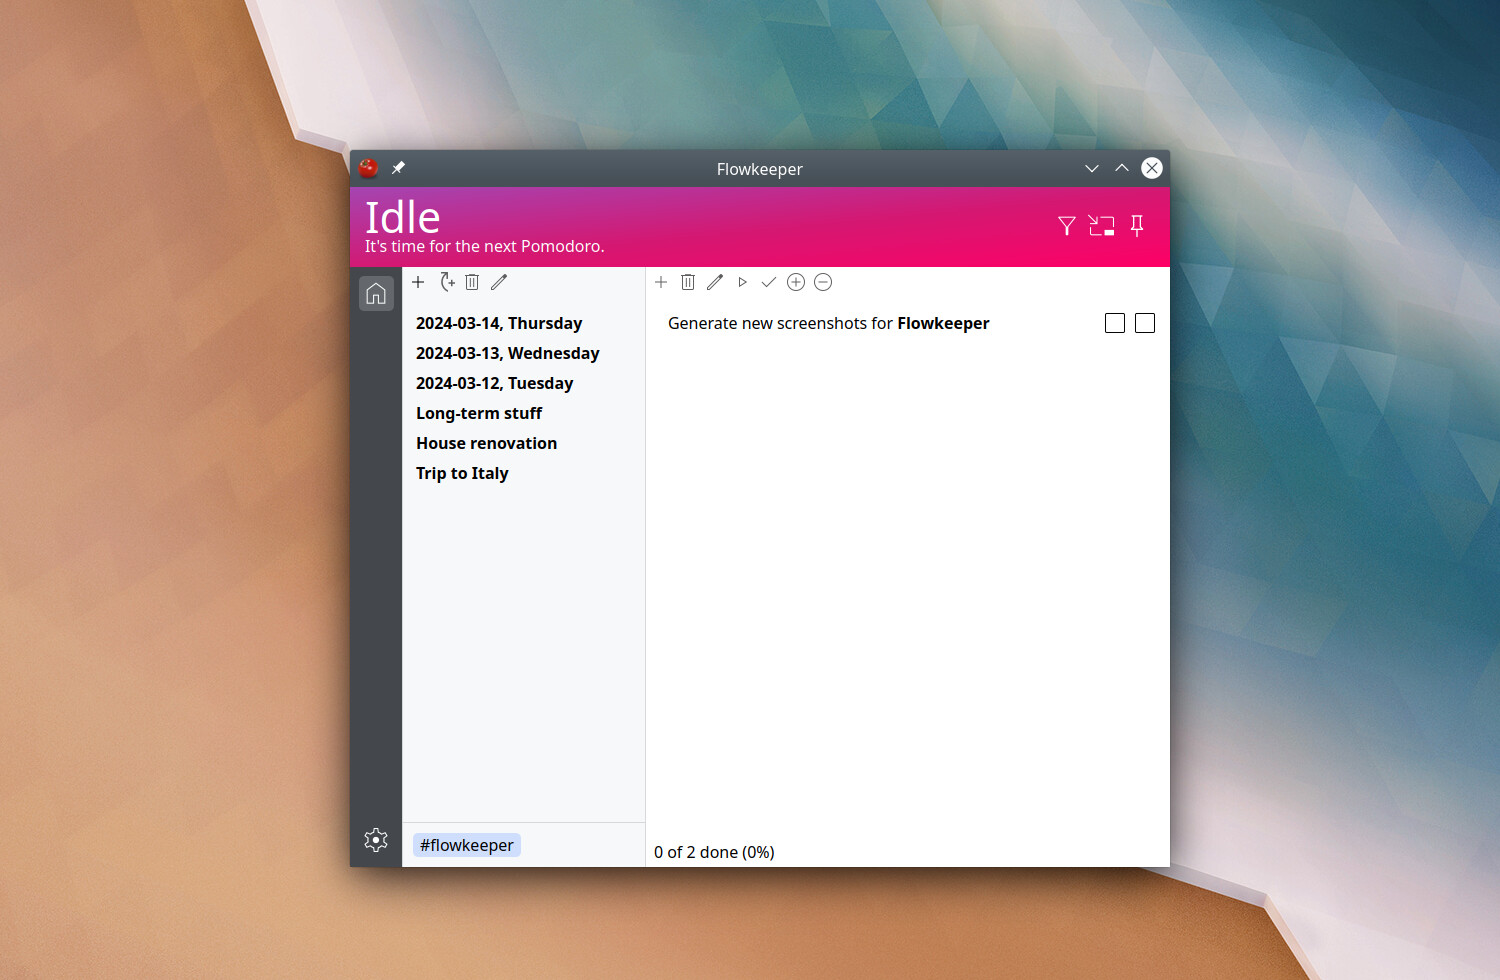 Flowkeeper
Idle
It's time for the next Pomodoro.
2024-03-14, Thursday
2024-03-13, Wednesday
2024-03-12, Tuesday
Long-term stuff
House renovation
Trip to Italy
#flowkeeper
Generate new screenshots for Flowkeeper
0 of 2 done (0%)